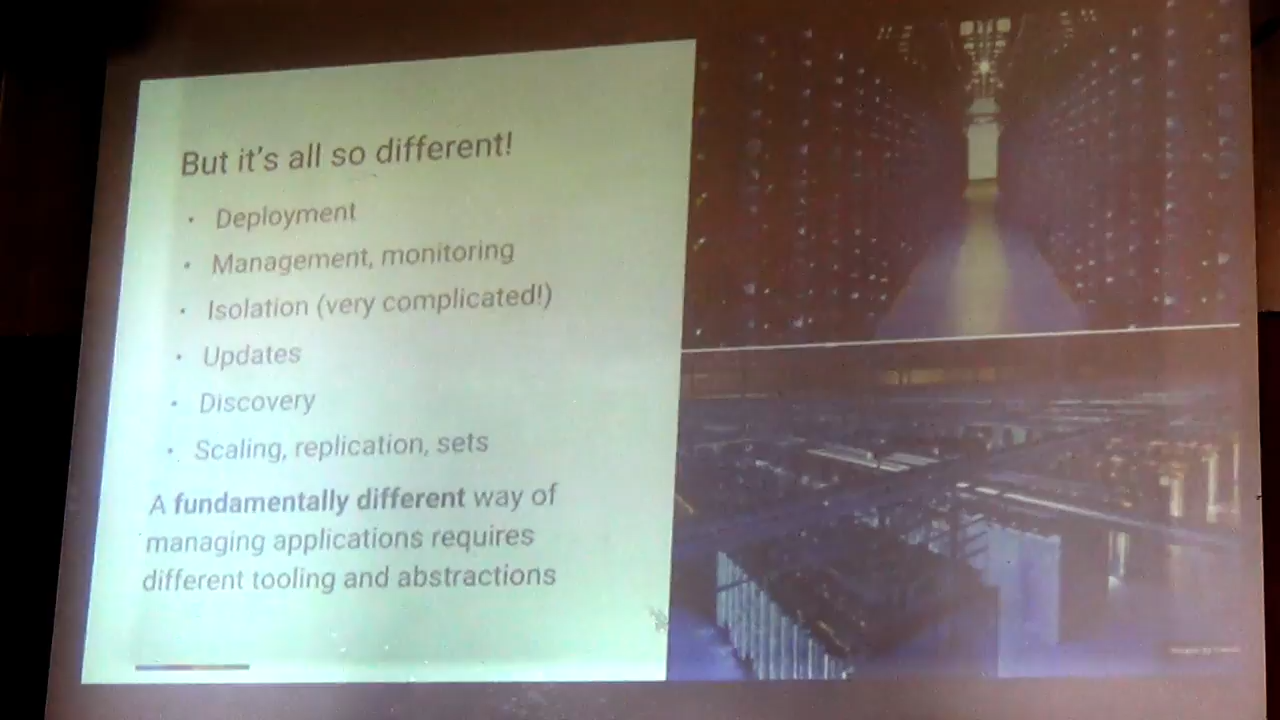 But it's all so different!
• Deployment
• Management, monitoring
• Isolation (very complicated!)
• Updates
• Discovery
• Scaling, replication, sets
A fundamentally different way of
managing applications requires
different tooling and abstractions